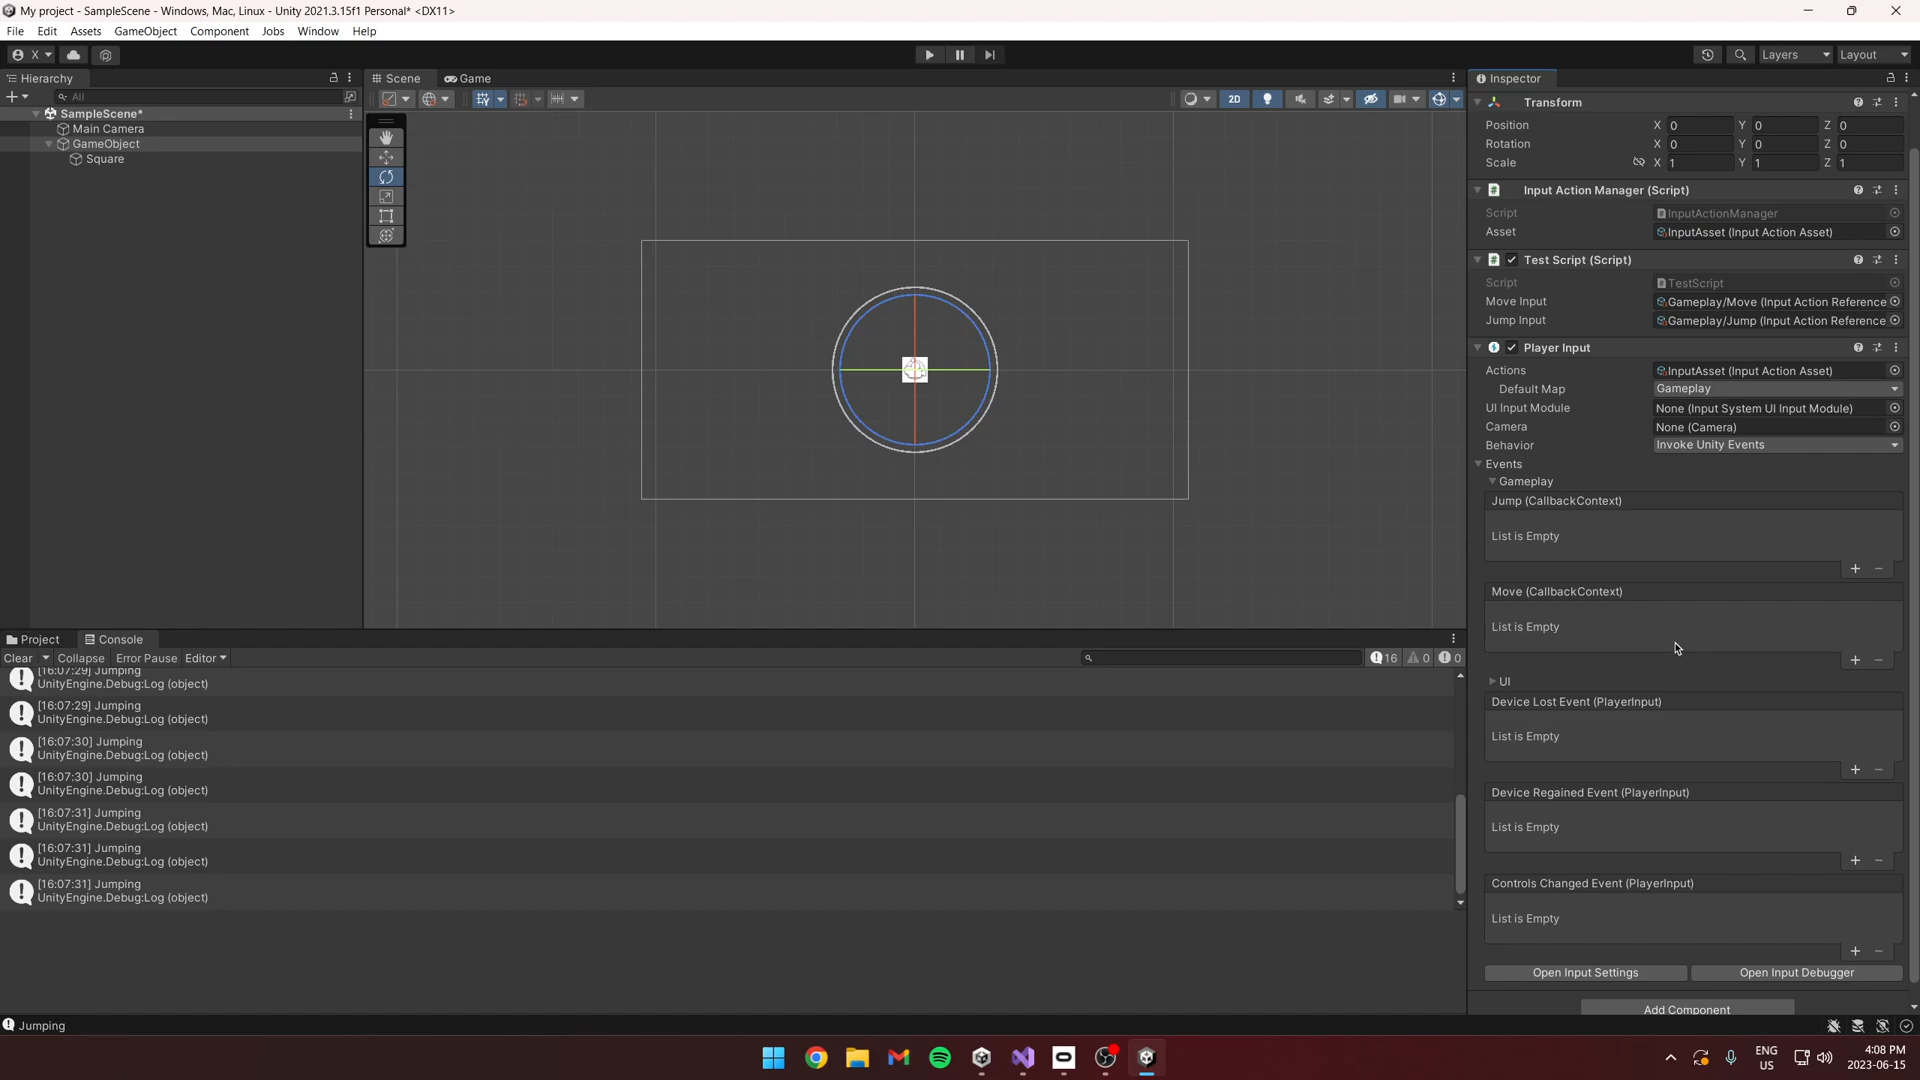 My project - SampleScene - Windows, Mac, Linux - Unity 2021.3.15f1 Personal* <DX11>
File Edit Assets GameObject Component Jobs Window Help
X Layers Layout
Hierarchy
All
SampleScene*
Main Camera
GameObject
Square
Scene Game
2D
Inspector
Transform
Position X 0 Y 0 Z 0
Rotation X 0 Y 0 Z 0
Scale X 1 Y 1 Z 1
Input Action Manager (Script)
Script InputActionManager
Asset InputAsset (Input Action Asset)
Test Script (Script)
Script TestScript
Move Input Gameplay/Move (Input Action Reference
Jump Input Gameplay/Jump (Input Action Reference
Player Input
Actions InputAsset (Input Action Asset)
Default Map Gameplay
UI Input Module None (Input System UI Input Module)
Camera None (Camera)
Behavior Invoke Unity Events
Events
Gameplay
Jump (CallbackContext)
List is Empty
+ −
Move (CallbackContext)
List is Empty
+ −
UI
Device Lost Event (PlayerInput)
List is Empty
+ −
Device Regained Event (PlayerInput)
List is Empty
+ −
Controls Changed Event (PlayerInput)
List is Empty
+ −
Open Input Settings Open Input Debugger
Add Component
Project Console
Clear Collapse Error Pause Editor 16 0 0
[16:07:29] Jumping
UnityEngine.Debug:Log (object)
[16:07:29] Jumping
UnityEngine.Debug:Log (object)
[16:07:30] Jumping
UnityEngine.Debug:Log (object)
[16:07:30] Jumping
UnityEngine.Debug:Log (object)
[16:07:31] Jumping
UnityEngine.Debug:Log (object)
[16:07:31] Jumping
UnityEngine.Debug:Log (object)
[16:07:31] Jumping
UnityEngine.Debug:Log (object)
Jumping
ENG
US
4:08 PM
2023-06-15